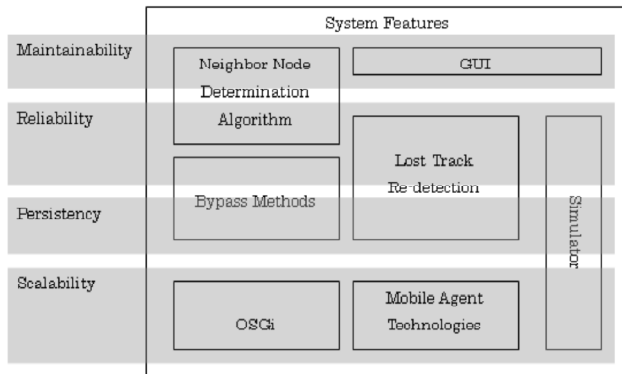 System Features
Maintainability
Neighbor Node
Determination
Algorithm
GUI
Reliability
Lost Track
Re-detection
Bypass Methods
Simulator
Persistency
Scalability
OSGi
Mobile Agent
Technologies